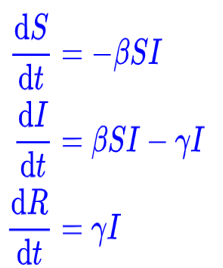 dS/dt = −βSI
dI/dt = βSI − γI
dR/dt = γI